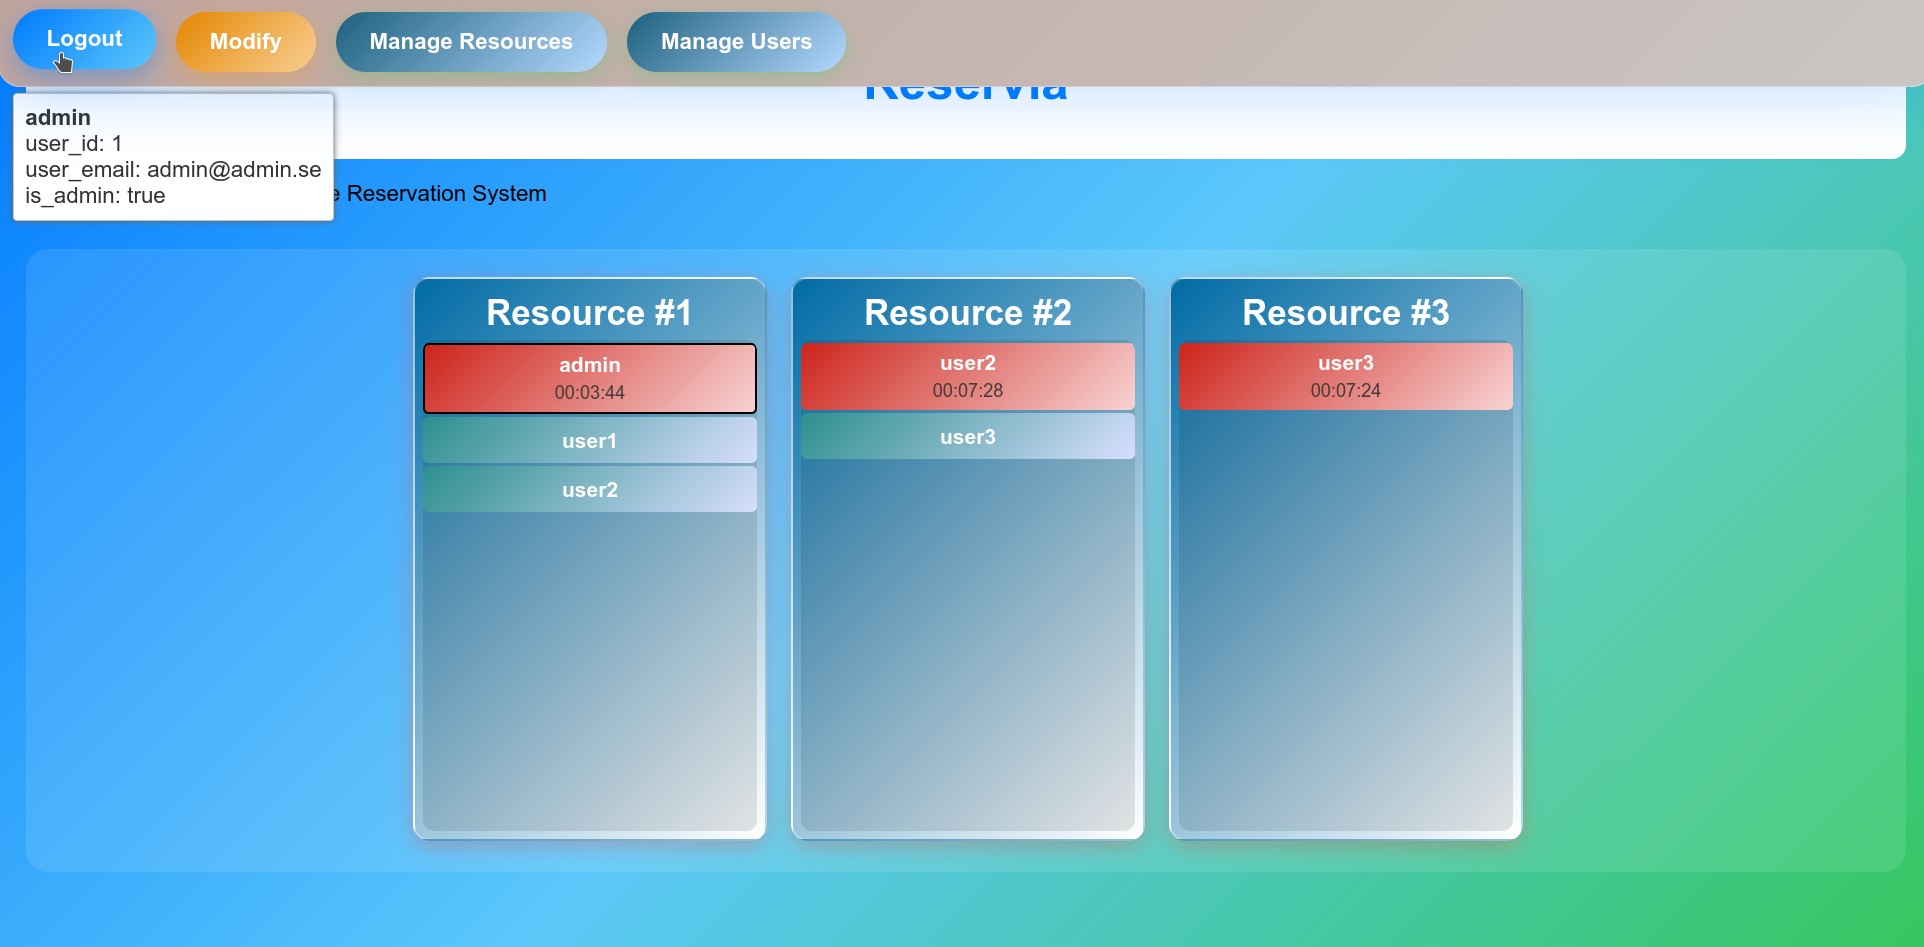 Logout
Modify
Manage Resources
Manage Users
Reservia
admin
user_id: 1
user_email: admin@admin.se
is_admin: true
Reservation System
Resource #1
admin
00:03:44
user1
user2
Resource #2
user2
00:07:28
user3
Resource #3
user3
00:07:24